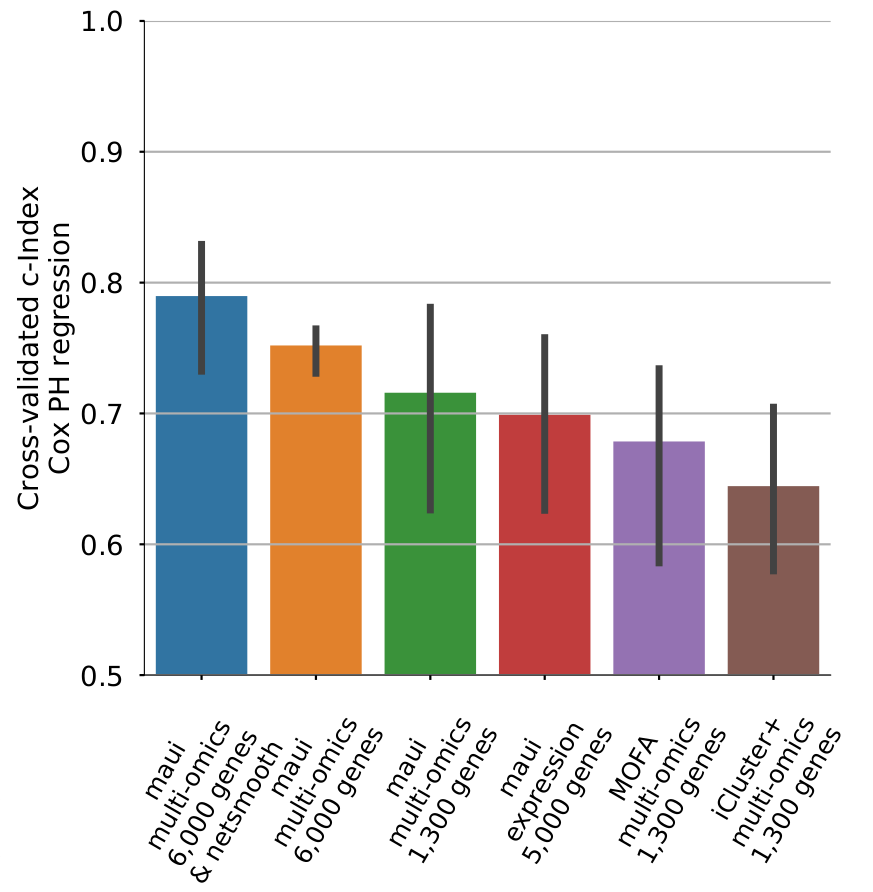 Cross-validated c-Index
Cox PH regression
1.0
0.9
0.8
0.7
0.6
0.5
maui
multi-omics
6,000 genes
& netsmooth
maui
multi-omics
6,000 genes
maui
multi-omics
1,300 genes
maui
expression
5,000 genes
MOFA
multi-omics
1,300 genes
iCluster+
multi-omics
1,300 genes